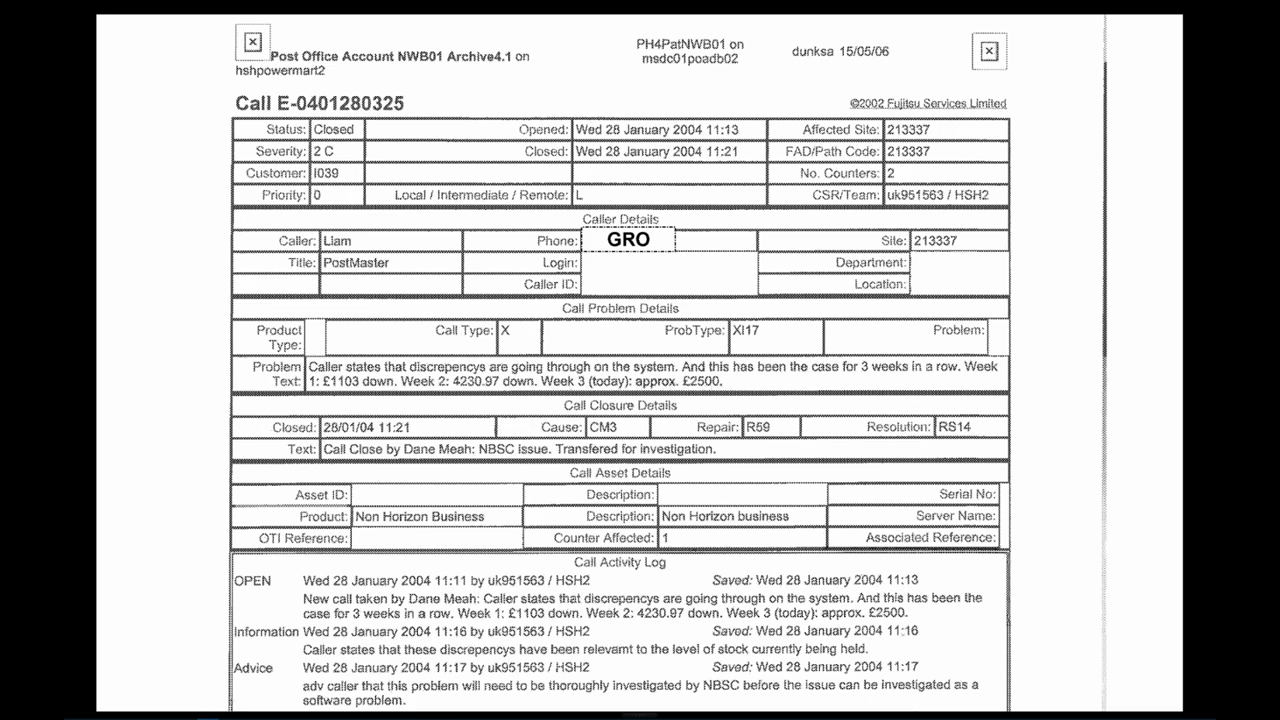 Post Office Account NWB01 Archive4.1 on
hshpowermart2
PH4PatNWB01 on
msdc01poadb02
dunksa 15/05/06
Call E-0401280325
©2002 Fujitsu Services Limited
Status: Closed Opened: Wed 28 January 2004 11:13 Affected Site: 213337
Severity: 2 C Closed: Wed 28 January 2004 11:21 FAD/Path Code: 213337
Customer: I039 No. Counters: 2
Priority: 0 Local / Intermediate / Remote: L CSR/Team: uk951563 / HSH2
Caller Details
Caller: Liam Phone: GRO Site: 213337
Title: PostMaster Login: Department:
Caller ID: Location:
Call Problem Details
Product Type: Call Type: X ProbType: XI17 Problem:
Problem Text: Caller states that discrepencys are going through on the system. And this has been the case for 3 weeks in a row. Week
1: £1103 down. Week 2: 4230.97 down. Week 3 (today): approx. £2500.
Call Closure Details
Closed: 28/01/04 11:21 Cause: CM3 Repair: R59 Resolution: RS14
Text: Call Close by Dane Meah: NBSC issue. Transfered for investigation.
Call Asset Details
Asset ID: Description: Serial No:
Product: Non Horizon Business Description: Non Horizon business Server Name:
OTI Reference: Counter Affected: 1 Associated Reference:
Call Activity Log
OPEN Wed 28 January 2004 11:11 by uk951563 / HSH2 Saved: Wed 28 January 2004 11:13
New call taken by Dane Meah: Caller states that discrepencys are going through on the system. And this has been the
case for 3 weeks in a row. Week 1: £1103 down. Week 2: 4230.97 down. Week 3 (today): approx. £2500.
Information Wed 28 January 2004 11:16 by uk951563 / HSH2 Saved: Wed 28 January 2004 11:16
Caller states that these discrepencys have been relevamt to the level of stock currently being held.
Advice Wed 28 January 2004 11:17 by uk951563 / HSH2 Saved: Wed 28 January 2004 11:17
adv caller that this problem will need to be thoroughly investigated by NBSC before the issue can be investigated as a
software problem.